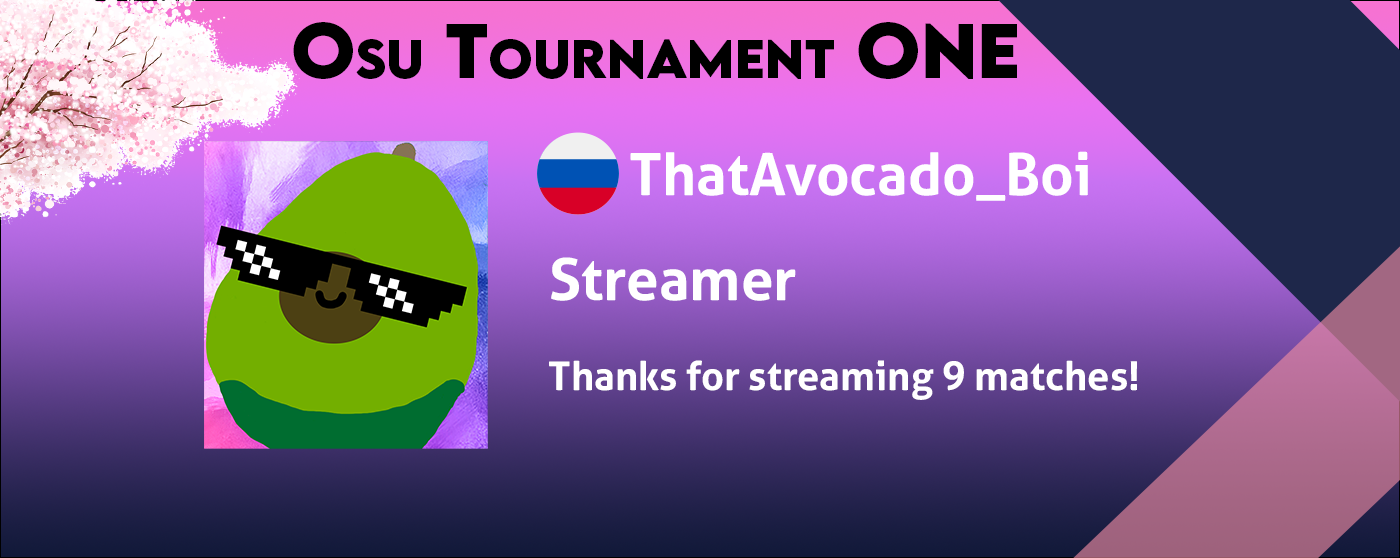 Osu Tournament ONE
ThatAvocado_Boi
Streamer
Thanks for streaming 9 matches!